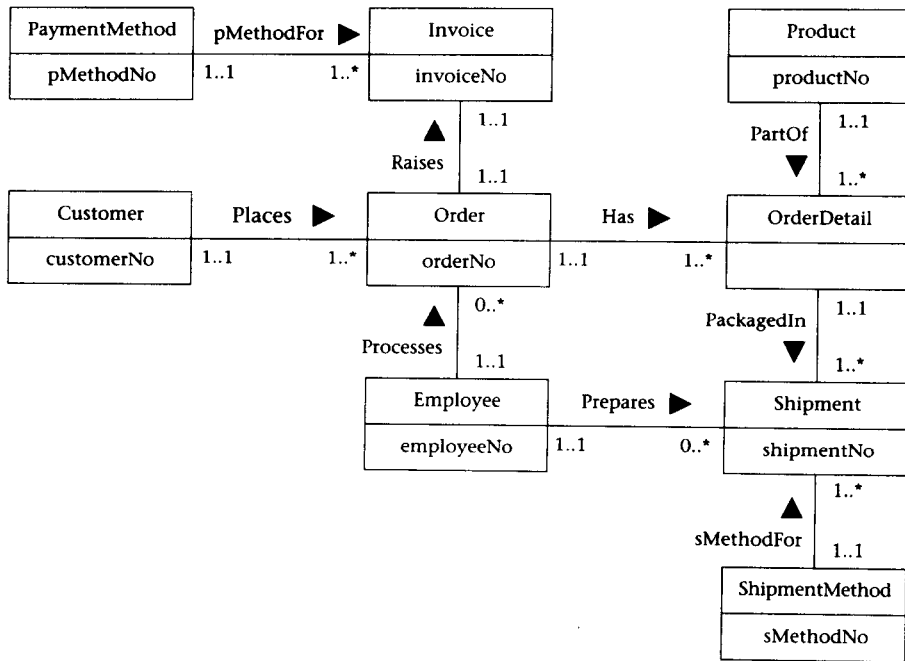 PaymentMethod
pMethodNo
pMethodFor
1..1
1..*
Invoice
invoiceNo
Product
productNo
1..1
Raises
1..1
1..1
PartOf
1..*
Customer
customerNo
Places
1..1
1..*
Order
orderNo
Has
1..1
1..*
OrderDetail
0..*
Processes
1..1
1..1
PackagedIn
1..*
Employee
employeeNo
Prepares
1..1
0..*
Shipment
shipmentNo
1..*
sMethodFor
1..1
ShipmentMethod
sMethodNo